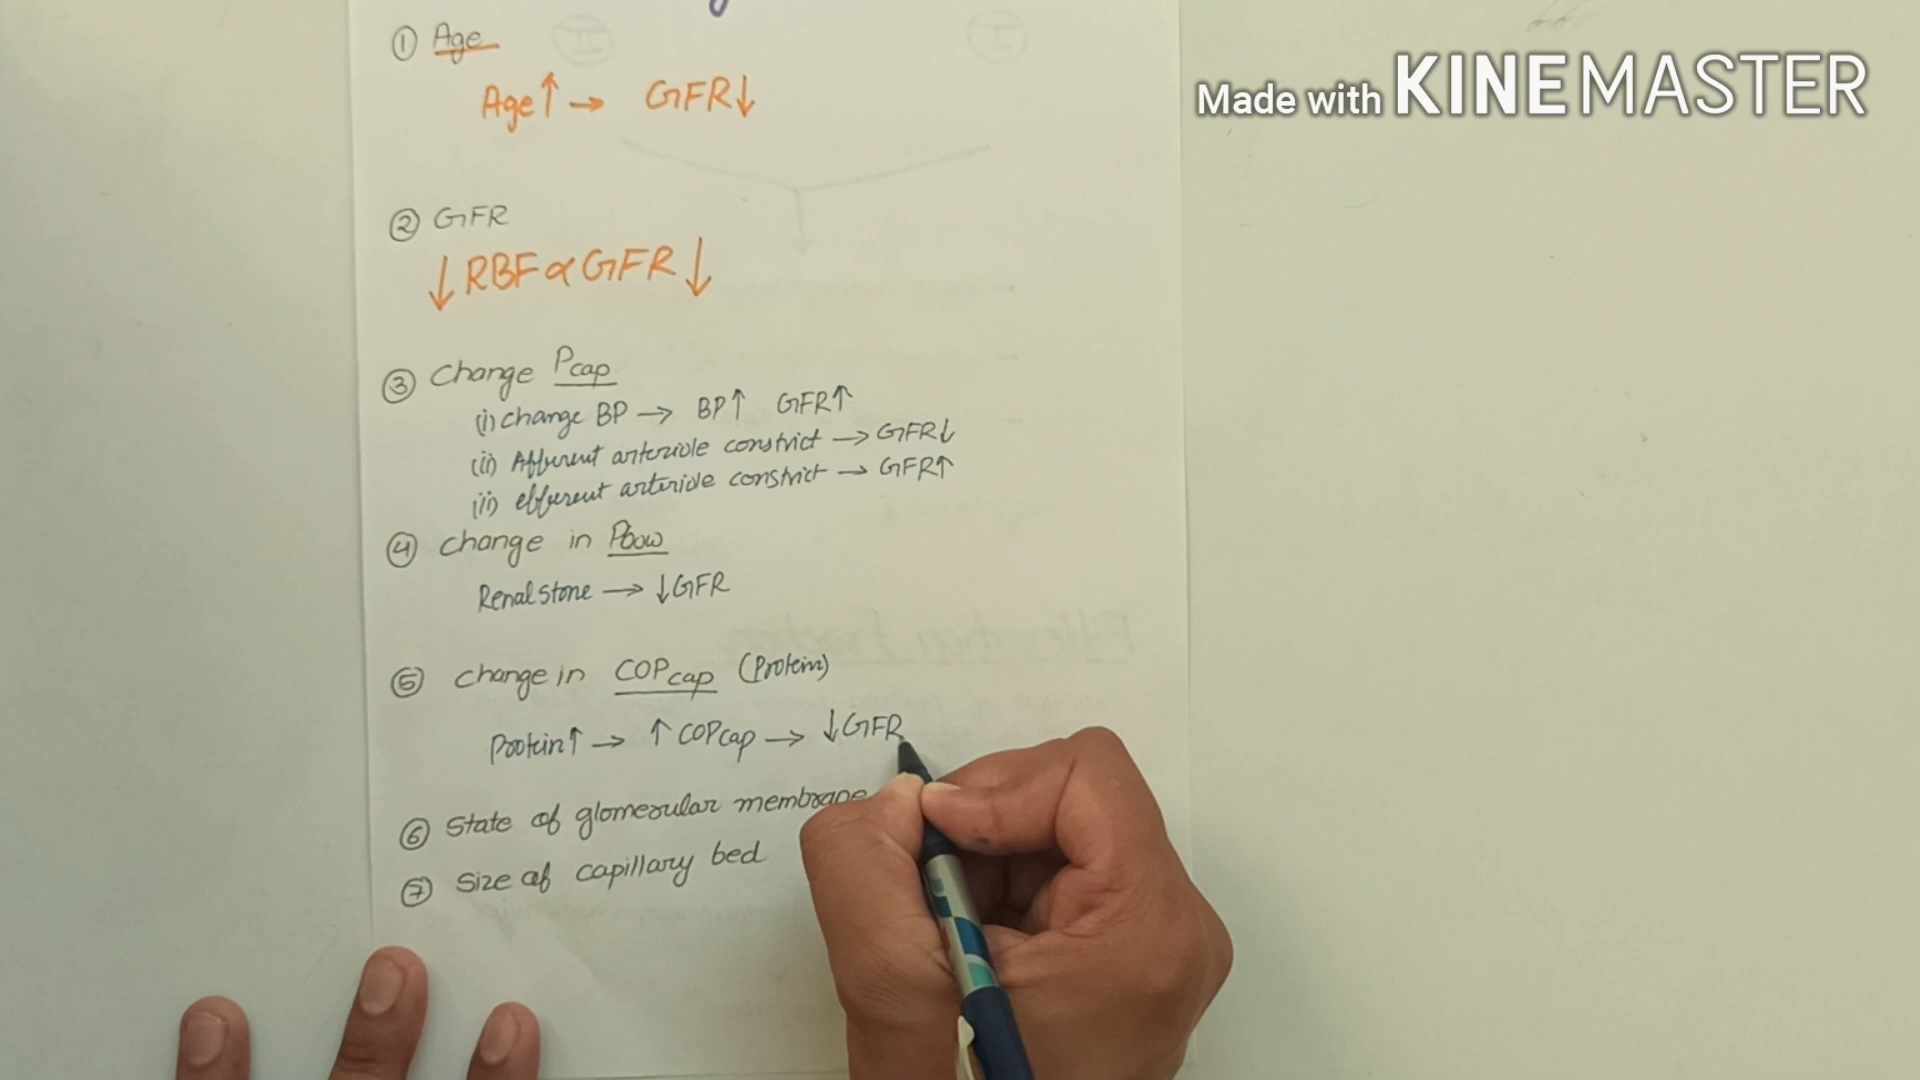 ① Age
Age↑ → GFR↓
② GFR
↓RBF ∝ GFR↓
③ Change Pcap
(i) Change BP → BP↑ GFR↑
(ii) Afferent arteriole constrict → GFR↓
(iii) efferent arteriole constrict → GFR↑
④ change in Pbow
Renal stone → ↓GFR
⑤ change in COPcap (Protein)
Protein↑ → ↑ COPcap → ↓GFR
⑥ State of glomerular membrane
⑦ Size of capillary bed
Made with KINEMASTER